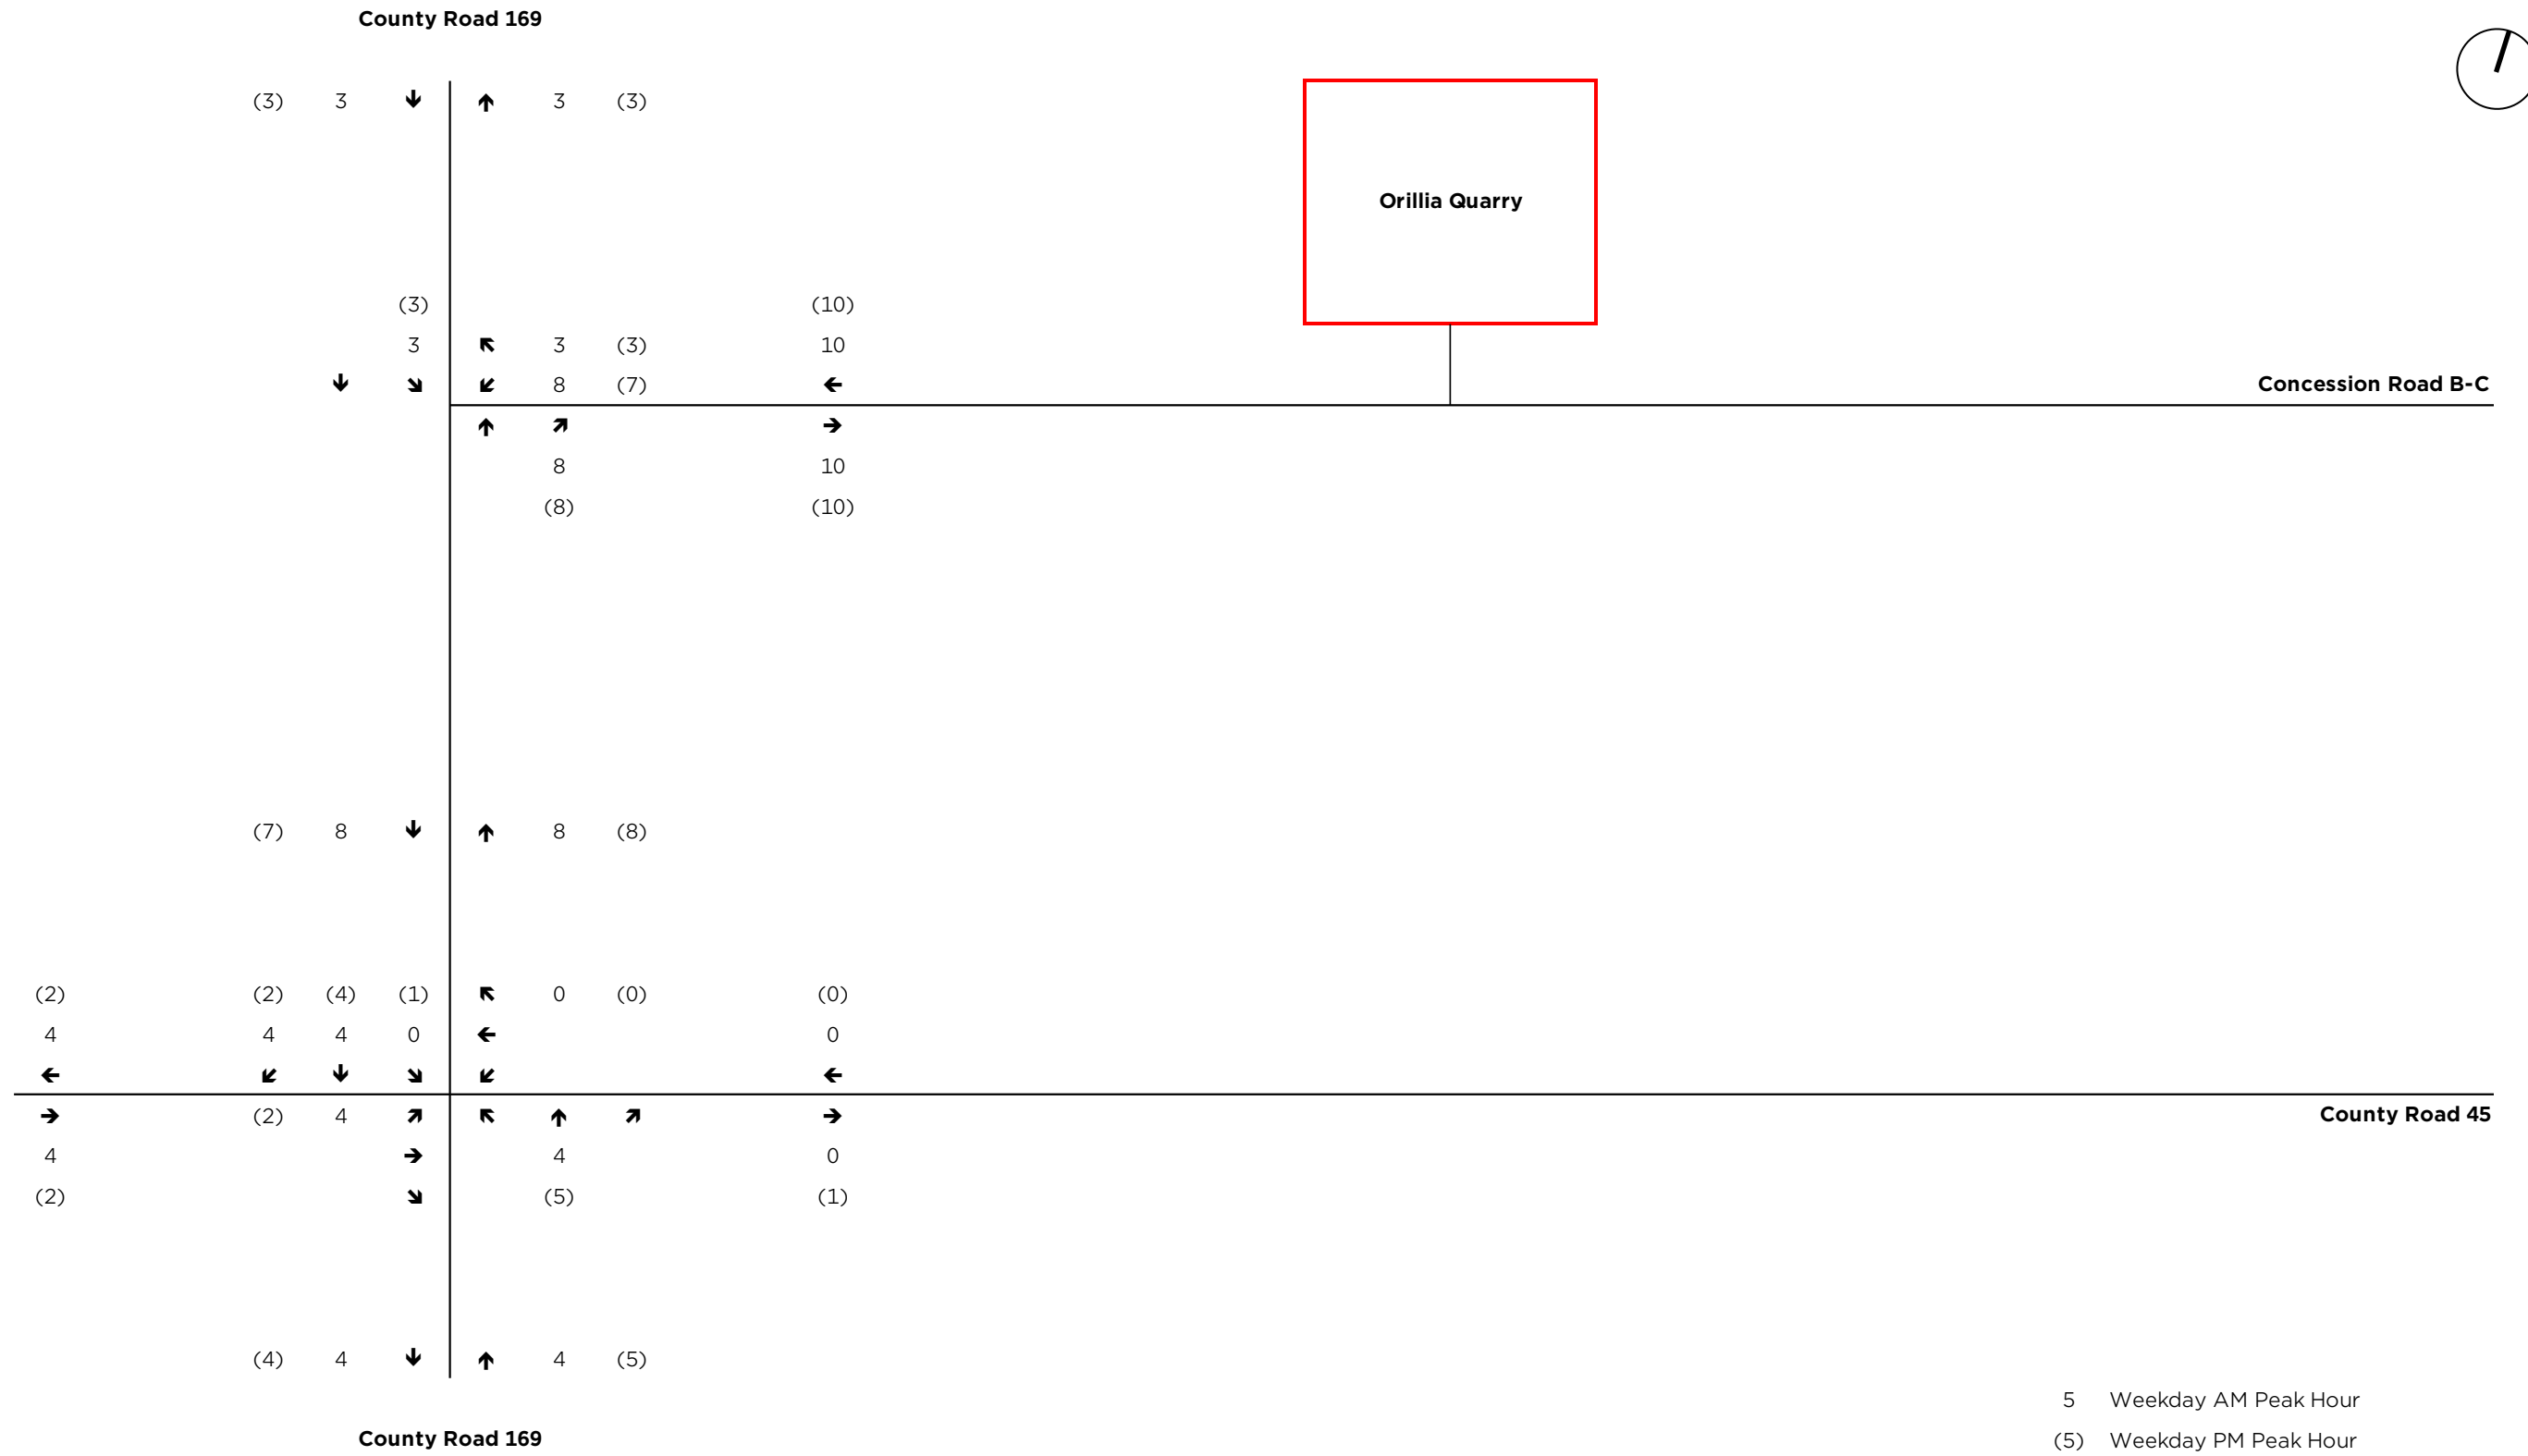 County Road 169
(3) 3 🡻 🡹 3 (3)
Orillia Quarry
(3) (10)
3 🡼 3 (3) 10
🡻 🡾 🡿 8 (7) 🡸
Concession Road B-C
🡹 🡽 🡺
8 10
(8) (10)
(7) 8 🡻 🡹 8 (8)
(2) (2) (4) (1) 🡼 0 (0) (0)
4 4 4 0 🡸 0
🡸 🡿 🡻 🡾 🡿 🡸
🡺 (2) 4 🡽 🡼 🡹 🡽 🡺
County Road 45
4 🡺 4 0
(2) 🡾 (5) (1)
(4) 4 🡻 🡹 4 (5)
5 Weekday AM Peak Hour
County Road 169
(5) Weekday PM Peak Hour